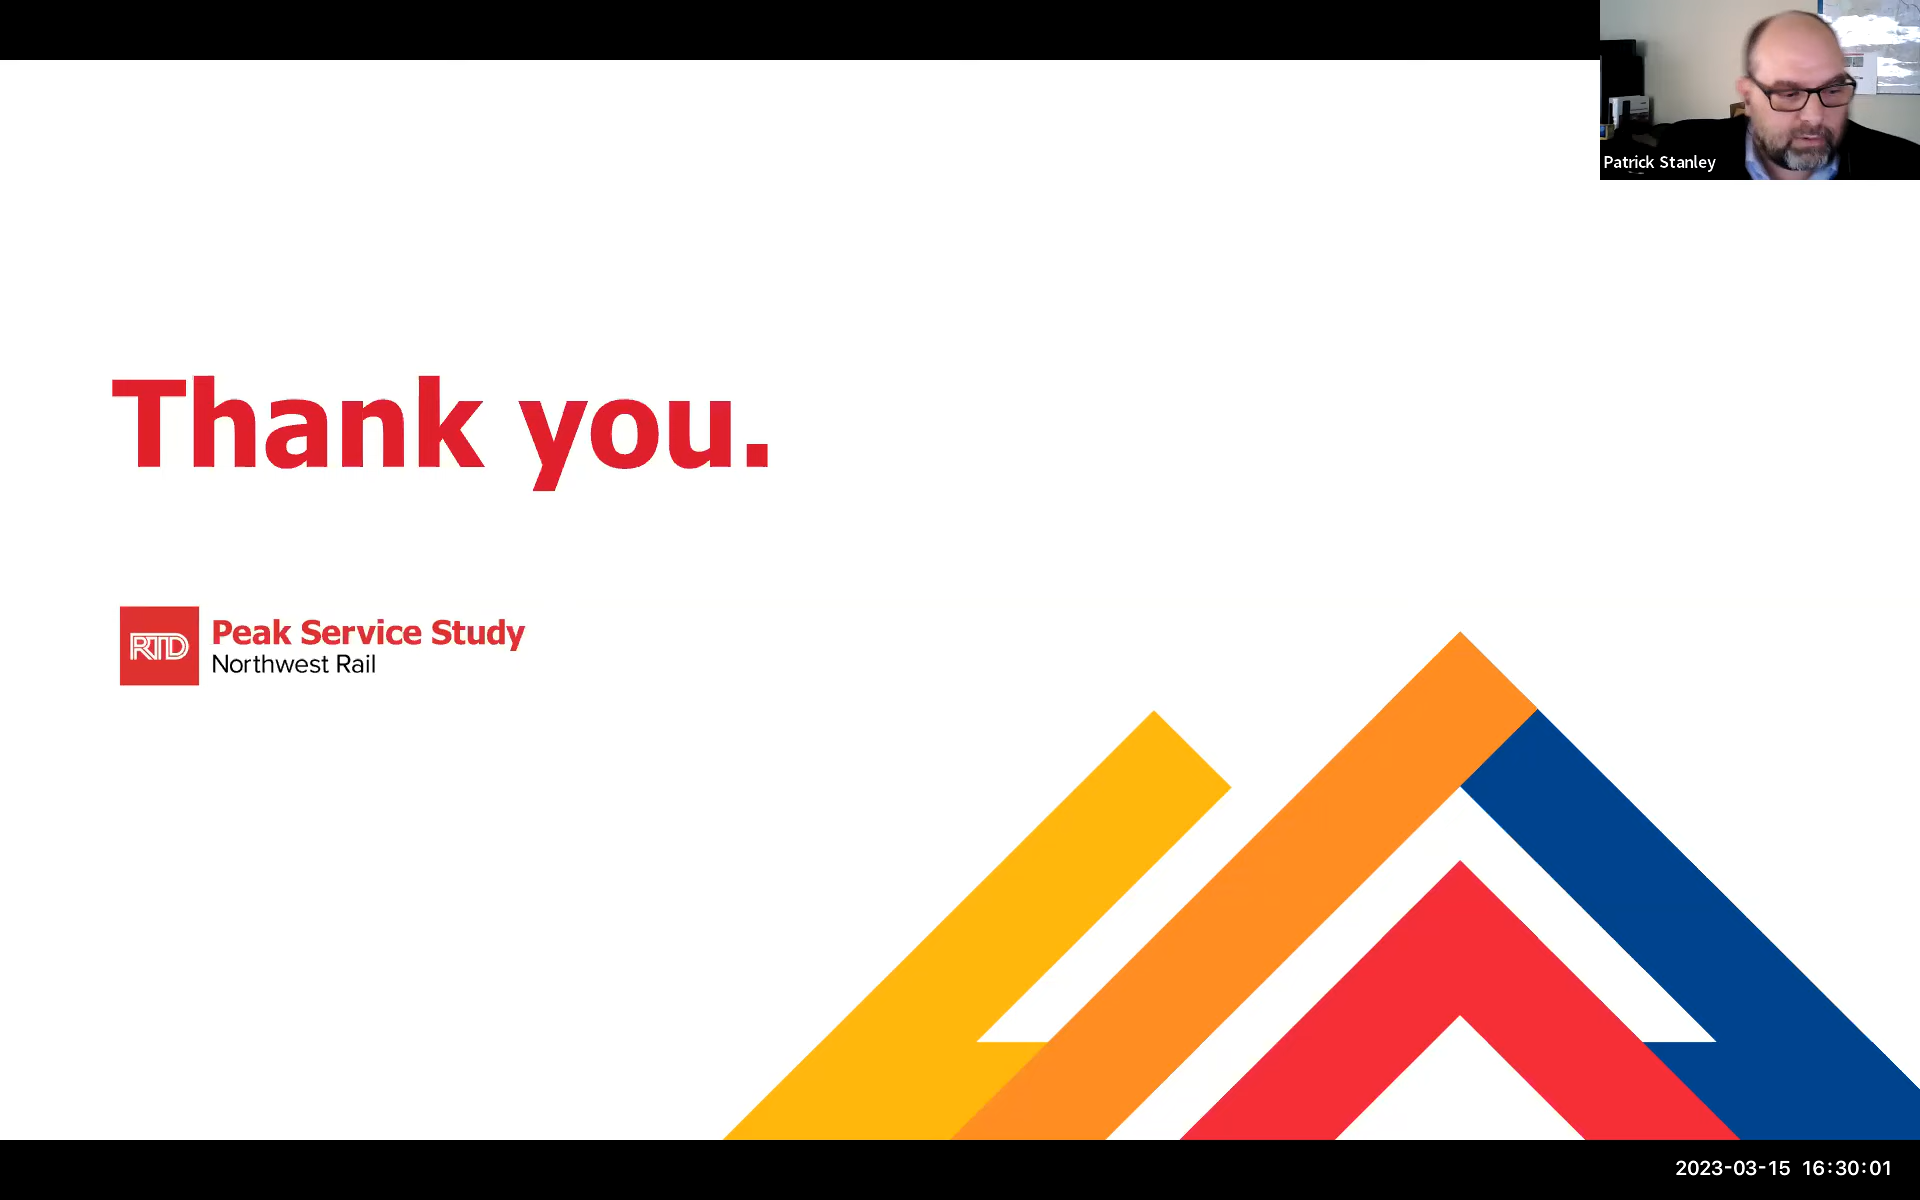 Patrick Stanley
Thank you.
RTD
Peak Service Study
Northwest Rail
2023-03-15 16:30:01